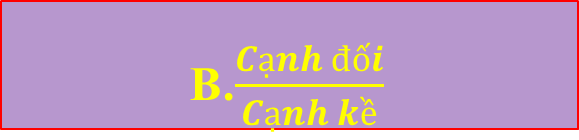 Cạnh đối
B.
Cạnh kề